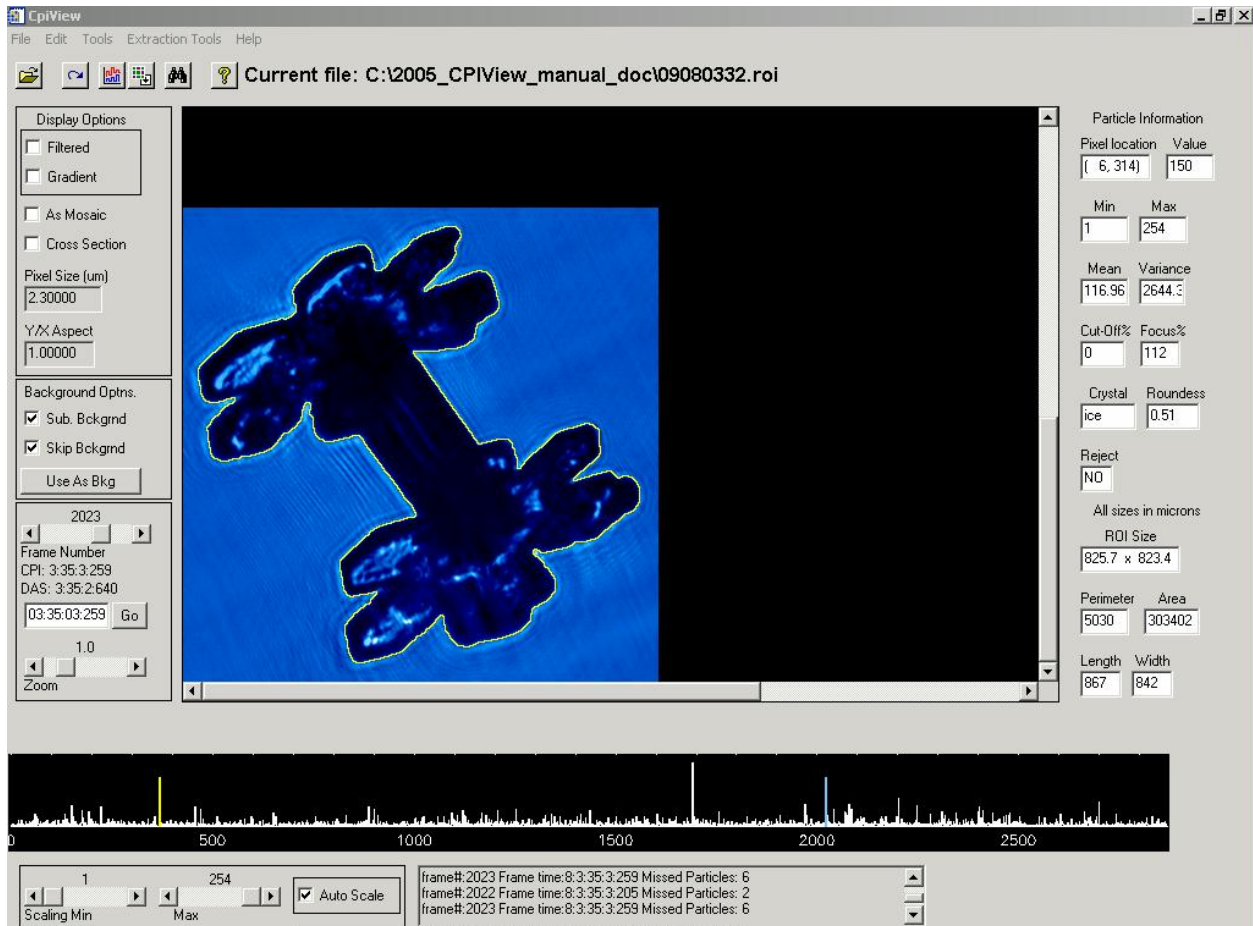 CpiView
File Edit Tools Extraction Tools Help
Current file: C:\2005_CPIView_manual_doc\09080332.roi
Display Options
Filtered
Gradient
As Mosaic
Cross Section
Pixel Size (um)
2.30000
Y/X Aspect
1.00000
Background Optns.
Sub. Bckgrnd
Skip Bckgrnd
Use As Bkg
2023
Frame Number
CPI: 3:35:3:259
DAS: 3:35:2:640
03:35:03:259 Go
1.0
Zoom
Particle Information
Pixel location Value
( 6, 314) 150
Min Max
1 254
Mean Variance
116.96 2644.3
Cut-Off% Focus%
0 112
Crystal Roundess
ice 0.51
Reject
NO
All sizes in microns
ROI Size
825.7 x 823.4
Perimeter Area
5030 303402
Length Width
867 842
0 500 1000 1500 2000 2500
1 254
Scaling Min Max
Auto Scale
frame#:2023 Frame time:8:3:35:3:259 Missed Particles: 6
frame#:2022 Frame time:8:3:35:3:205 Missed Particles: 2
frame#:2023 Frame time:8:3:35:3:259 Missed Particles: 6